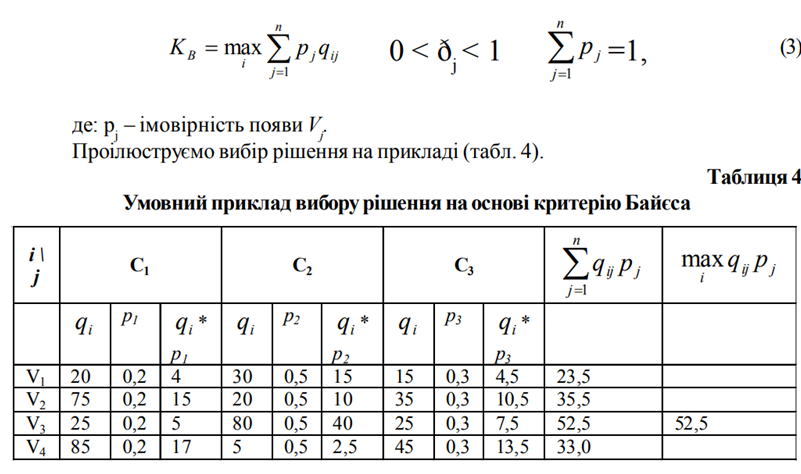 K_B = max_i Σ_{j=1}^{n} p_j q_{ij}    0 < ð_j < 1    Σ_{j=1}^{n} p_j =1,    (3)
де: p_j – імовірність появи V_j.
Проілюструємо вибір рішення на прикладі (табл. 4).
Таблиця 4
Умовний приклад вибору рішення на основі критерію Байєса
i \ j | C₁ | C₂ | C₃ | Σ_{j=1}^{n} q_{ij} p_j | max_i q_{ij} p_j
q_i | p₁ | q_i * p₁ | q_i | p₂ | q_i * p₂ | q_i | p₃ | q_i * p₃
V₁ | 20 | 0,2 | 4 | 30 | 0,5 | 15 | 15 | 0,3 | 4,5 | 23,5
V₂ | 75 | 0,2 | 15 | 20 | 0,5 | 10 | 35 | 0,3 | 10,5 | 35,5
V₃ | 25 | 0,2 | 5 | 80 | 0,5 | 40 | 25 | 0,3 | 7,5 | 52,5 | 52,5
V₄ | 85 | 0,2 | 17 | 5 | 0,5 | 2,5 | 45 | 0,3 | 13,5 | 33,0